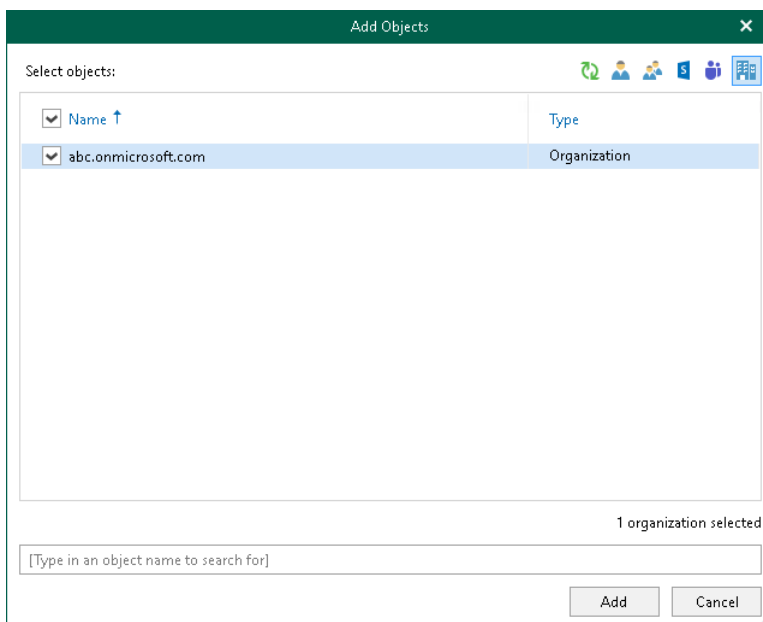 Add Objects
Select objects:
Name Type
abc.onmicrosoft.com Organization
1 organization selected
[Type in an object name to search for]
Add Cancel